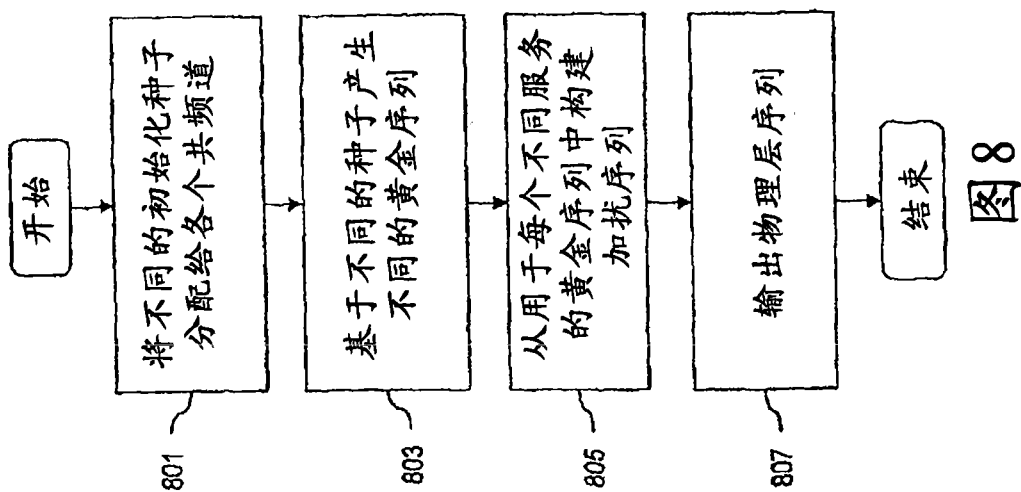 开始
将不同的初始化种子
分配给各个共频道
801
基于不同的种子产生
不同的黄金序列
803
从用于每个不同服务
的黄金序列中构建
加扰序列
805
输出物理层序列
807
结束
图8